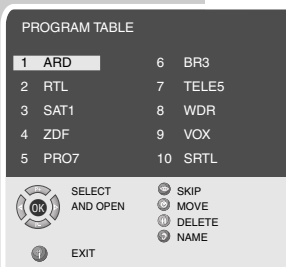 PROGRAM TABLE
1 ARD 6 BR3
2 RTL 7 TELE5
3 SAT1 8 WDR
4 ZDF 9 VOX
5 PRO7 10 SRTL
SELECT SKIP
OK AND OPEN MOVE
DELETE
NAME
EXIT